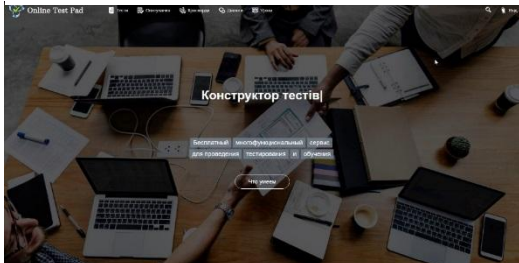 Online Test Pad
Конструктор тестів
Бесплатный многофункциональный сервис
для проведения тестирования и обучения
Что умеем